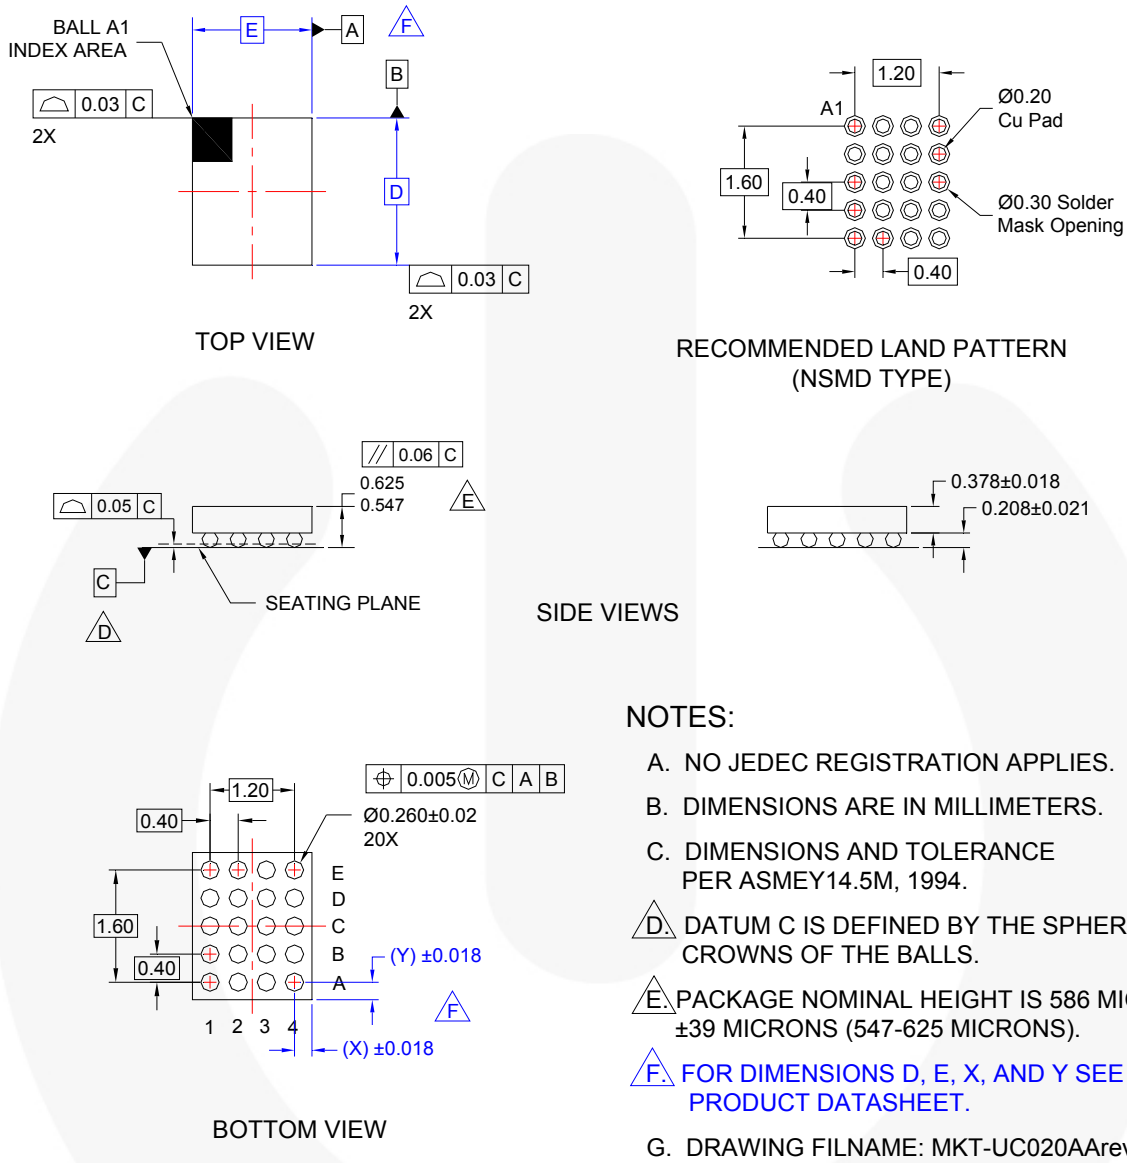 BALL A1
INDEX AREA
E
A
F
B
0.03 C
2X
D
0.03 C
2X
TOP VIEW
1.20
A1
Ø0.20
Cu Pad
1.60
0.40
Ø0.30 Solder
Mask Opening
0.40
RECOMMENDED LAND PATTERN
(NSMD TYPE)
// 0.06 C
0.625
0.547
E
0.05 C
C
D
SEATING PLANE
0.378±0.018
0.208±0.021
SIDE VIEWS
0.005Ⓜ C A B
1.20
0.40
Ø0.260±0.02
20X
E
D
C
B
A
1.60
0.40
(Y) ±0.018
F
1 2 3 4
(X) ±0.018
BOTTOM VIEW
NOTES:
A. NO JEDEC REGISTRATION APPLIES.
B. DIMENSIONS ARE IN MILLIMETERS.
C. DIMENSIONS AND TOLERANCE
PER ASMEY14.5M, 1994.
D. DATUM C IS DEFINED BY THE SPHER
CROWNS OF THE BALLS.
E. PACKAGE NOMINAL HEIGHT IS 586 MI
±39 MICRONS (547-625 MICRONS).
F. FOR DIMENSIONS D, E, X, AND Y SEE
PRODUCT DATASHEET.
G. DRAWING FILNAME: MKT-UC020AArev